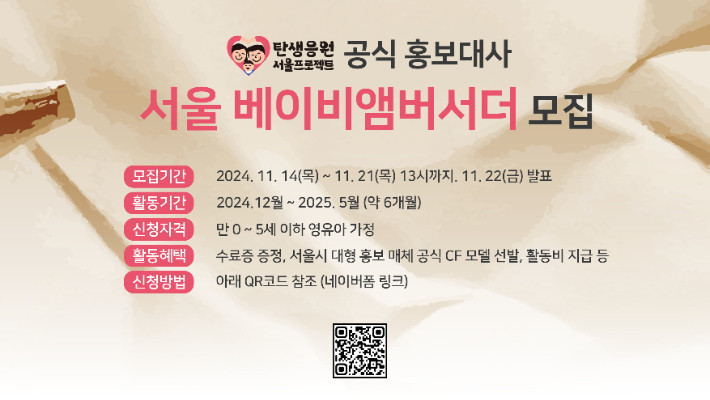 탄생응원
서울프로젝트
공식 홍보대사
서울 베이비앰버서더 모집
모집기간 2024. 11. 14(목) ~ 11. 21(목) 13시까지. 11. 22(금) 발표
활동기간 2024.12월 ~ 2025. 5월 (약 6개월)
신청자격 만 0 ~ 5세 이하 영유아 가정
활동혜택 수료증 증정, 서울시 대형 홍보 매체 공식 CF 모델 선발, 활동비 지급 등
신청방법 아래 QR코드 참조 (네이버폼 링크)